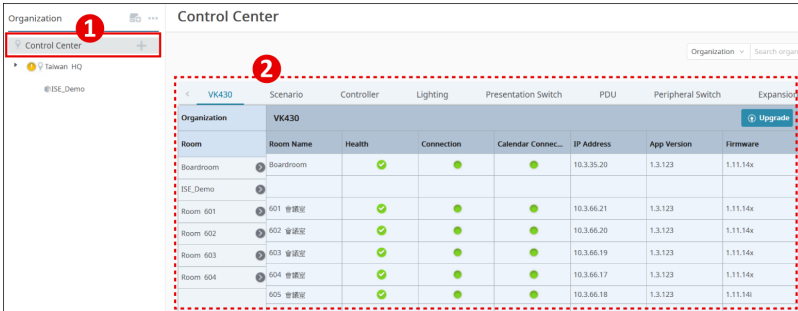 Organization
1
Control Center
Taiwan HQ
@ISE_Demo
Control Center
Organization
Search organ
2
VK430 Scenario Controller Lighting Presentation Switch PDU Peripheral Switch Expansion
Organization VK430 Upgrade
Room Room Name Health Connection Calendar Connec... IP Address App Version Firmware
Boardroom Boardroom 10.3.35.20 1.3.123 1.11.14x
ISE_Demo
Room 601 601 會議室 10.3.66.21 1.3.123 1.11.14x
Room 602 602 會議室 10.3.66.20 1.3.123 1.11.14x
Room 603 603 會議室 10.3.66.19 1.3.123 1.11.14x
Room 604 604 會議室 10.3.66.17 1.3.123 1.11.14x
605 會議室 10.3.66.18 1.3.123 1.11.14i